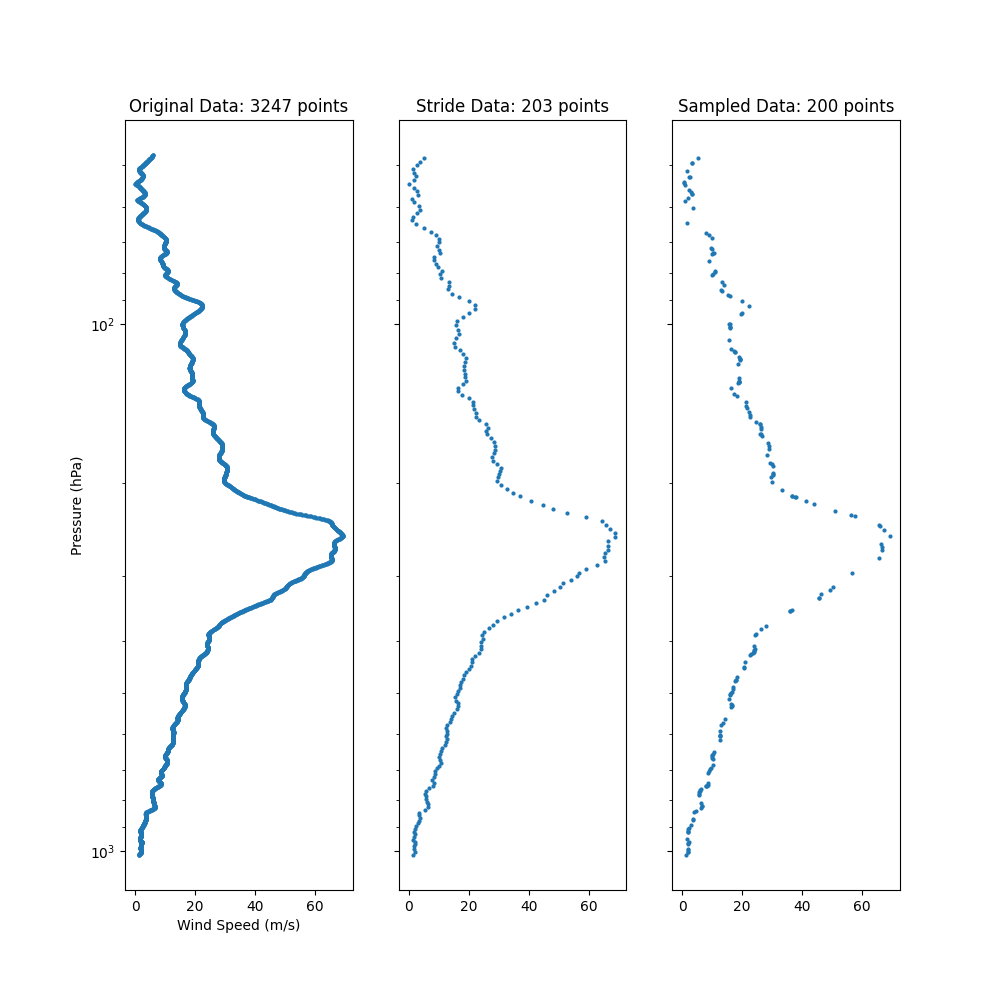 Original Data: 3247 points
Stride Data: 203 points
Sampled Data: 200 points
Pressure (hPa)
10²
10³
0 20 40 60
0 20 40 60
0 20 40 60
Wind Speed (m/s)